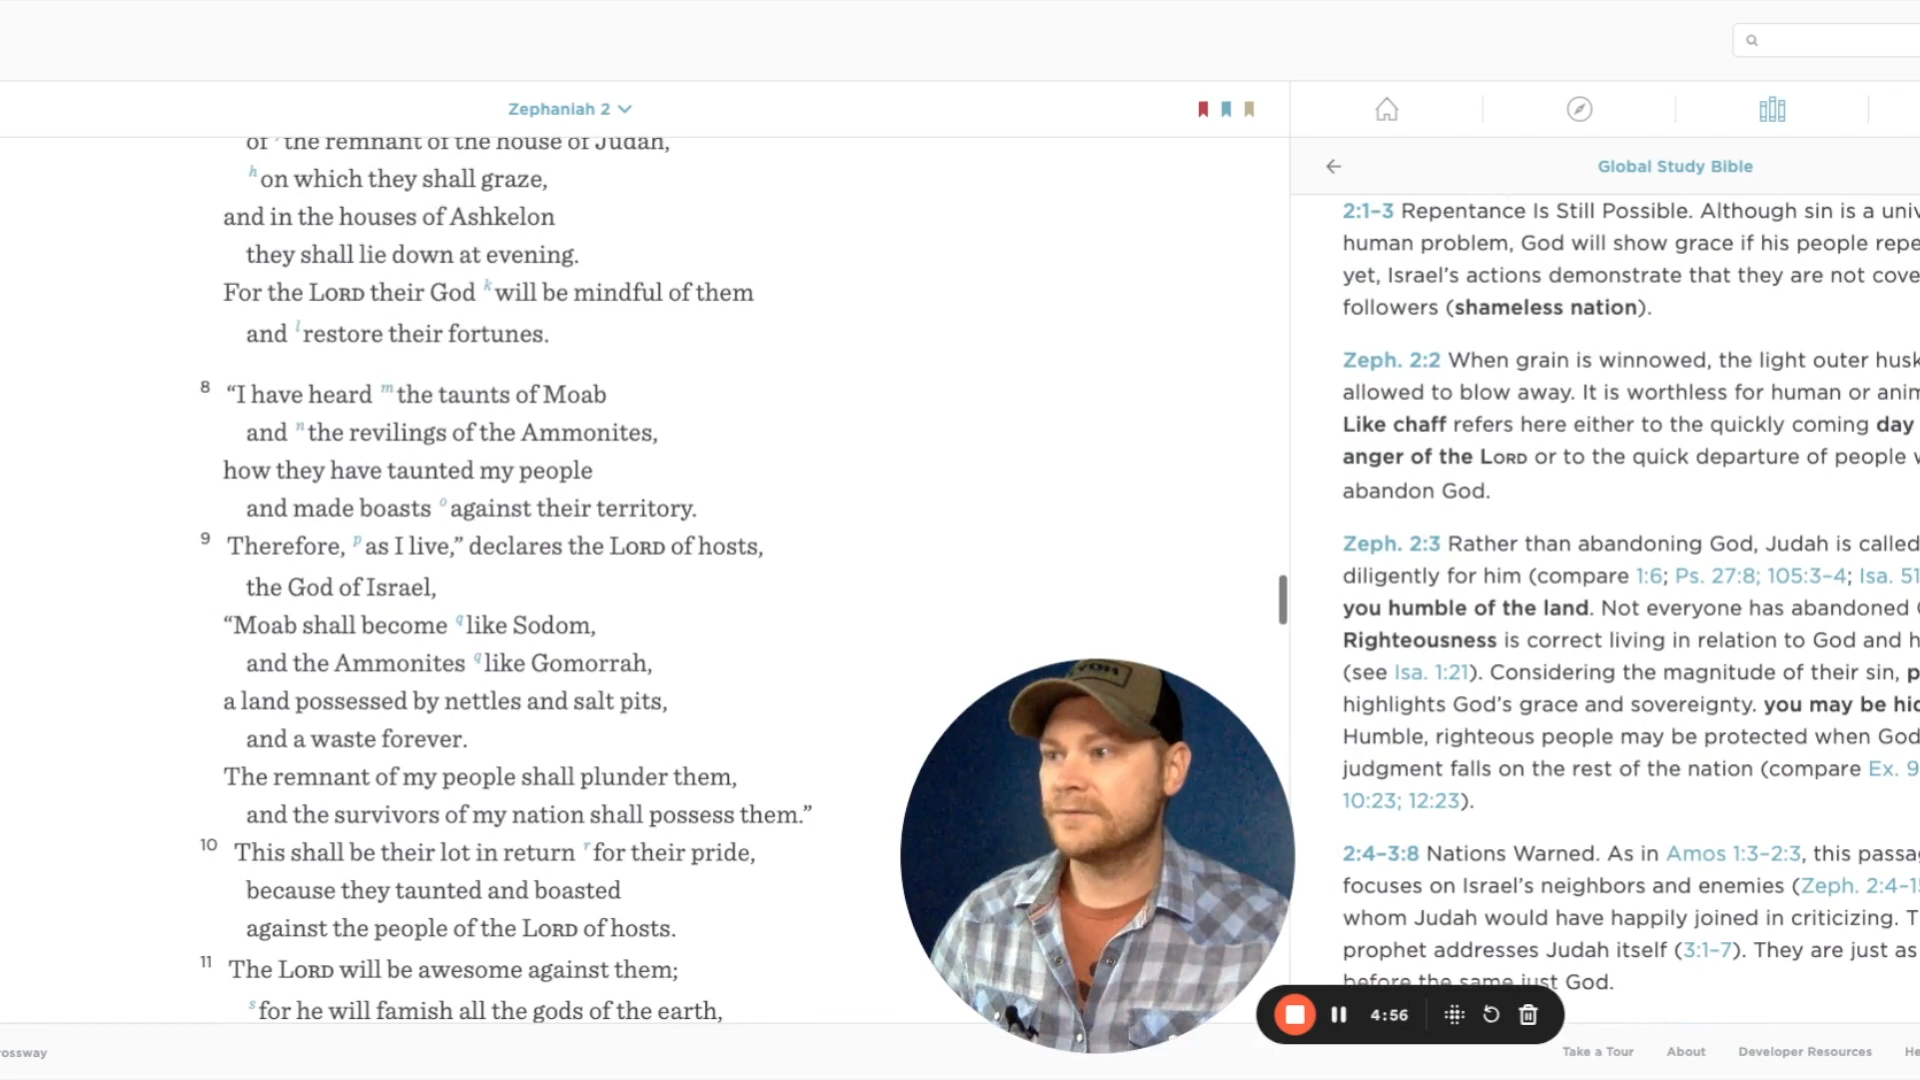 Zephaniah 2
of the remnant of the house of Judah,
h on which they shall graze,
and in the houses of Ashkelon
they shall lie down at evening.
For the LORD their God k will be mindful of them
and l restore their fortunes.
8 “I have heard m the taunts of Moab
and n the revilings of the Ammonites,
how they have taunted my people
and made boasts o against their territory.
9 Therefore, p as I live,” declares the LORD of hosts,
the God of Israel,
“Moab shall become q like Sodom,
and the Ammonites q like Gomorrah,
a land possessed by nettles and salt pits,
and a waste forever.
The remnant of my people shall plunder them,
and the survivors of my nation shall possess them.”
10 This shall be their lot in return r for their pride,
because they taunted and boasted
against the people of the LORD of hosts.
11 The LORD will be awesome against them;
s for he will famish all the gods of the earth,
Global Study Bible
2:1–3 Repentance Is Still Possible. Although sin is a univ
human problem, God will show grace if his people repe
yet, Israel’s actions demonstrate that they are not cove
followers (shameless nation).
Zeph. 2:2 When grain is winnowed, the light outer husk
allowed to blow away. It is worthless for human or anim
Like chaff refers here either to the quickly coming day
anger of the LORD or to the quick departure of people w
abandon God.
Zeph. 2:3 Rather than abandoning God, Judah is called
diligently for him (compare 1:6; Ps. 27:8; 105:3–4; Isa. 51
you humble of the land. Not everyone has abandoned
Righteousness is correct living in relation to God and h
(see Isa. 1:21). Considering the magnitude of their sin, p
highlights God’s grace and sovereignty. you may be hid
Humble, righteous people may be protected when God
judgment falls on the rest of the nation (compare Ex. 9
10:23; 12:23).
2:4–3:8 Nations Warned. As in Amos 1:3–2:3, this passa
focuses on Israel’s neighbors and enemies (Zeph. 2:4–15
whom Judah would have happily joined in criticizing. T
prophet addresses Judah itself (3:1–7). They are just as
before the same just God.
4:56
rossway
Take a Tour
About
Developer Resources
He